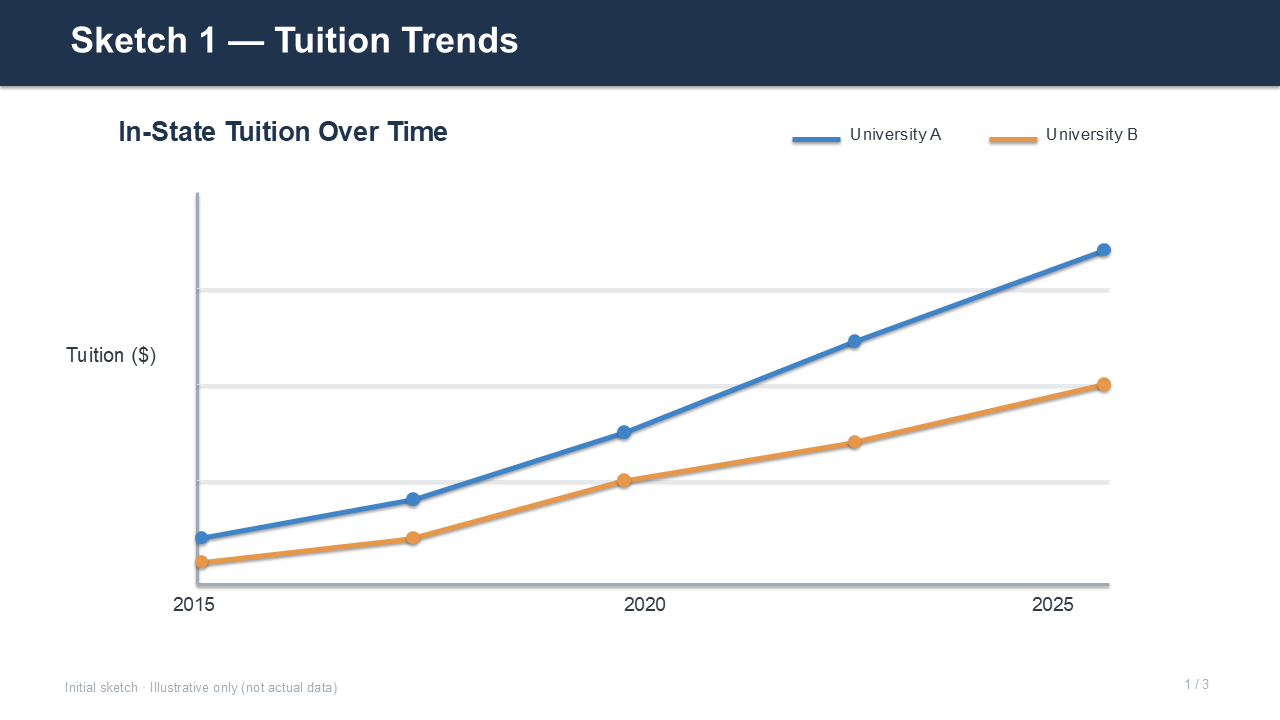 Sketch 1 — Tuition Trends
In-State Tuition Over Time
University A
University B
Tuition ($)
2015
2020
2025
Initial sketch · Illustrative only (not actual data)
1 / 3